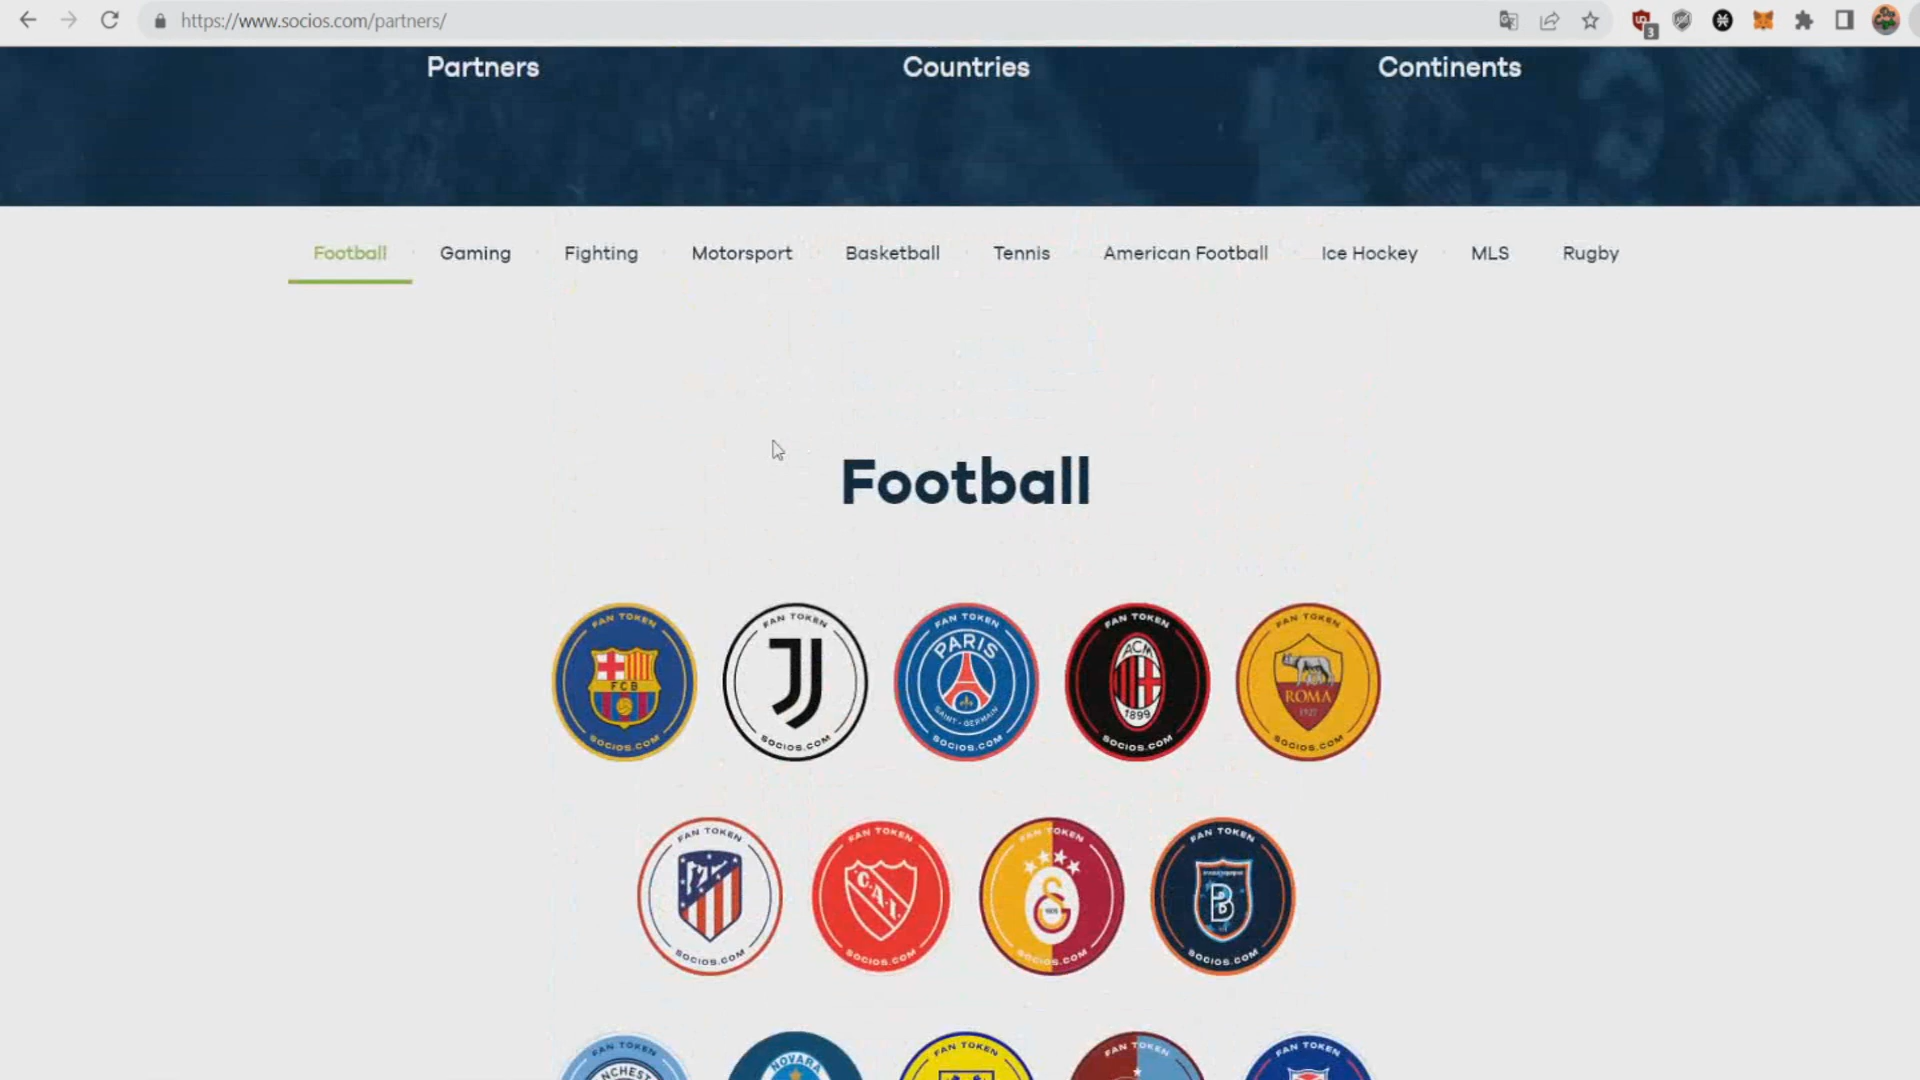 https://www.socios.com/partners/
3
Partners Countries Continents
Football Gaming Fighting Motorsport Basketball Tennis American Football Ice Hockey MLS Rugby
Football
FAN TOKEN FAN TOKEN FAN TOKEN FAN TOKEN FAN TOKEN
FCB PARIS SAINT-GERMAIN ACM 1899 ROMA 1927
SOCIOS.COM SOCIOS.COM SOCIOS.COM SOCIOS.COM SOCIOS.COM
FAN TOKEN FAN TOKEN FAN TOKEN FAN TOKEN
C.A.I. B
SOCIOS.COM SOCIOS.COM SOCIOS.COM SOCIOS.COM
FAN TOKEN NOVARA FAN TOKEN FAN TOKEN FAN TOKEN